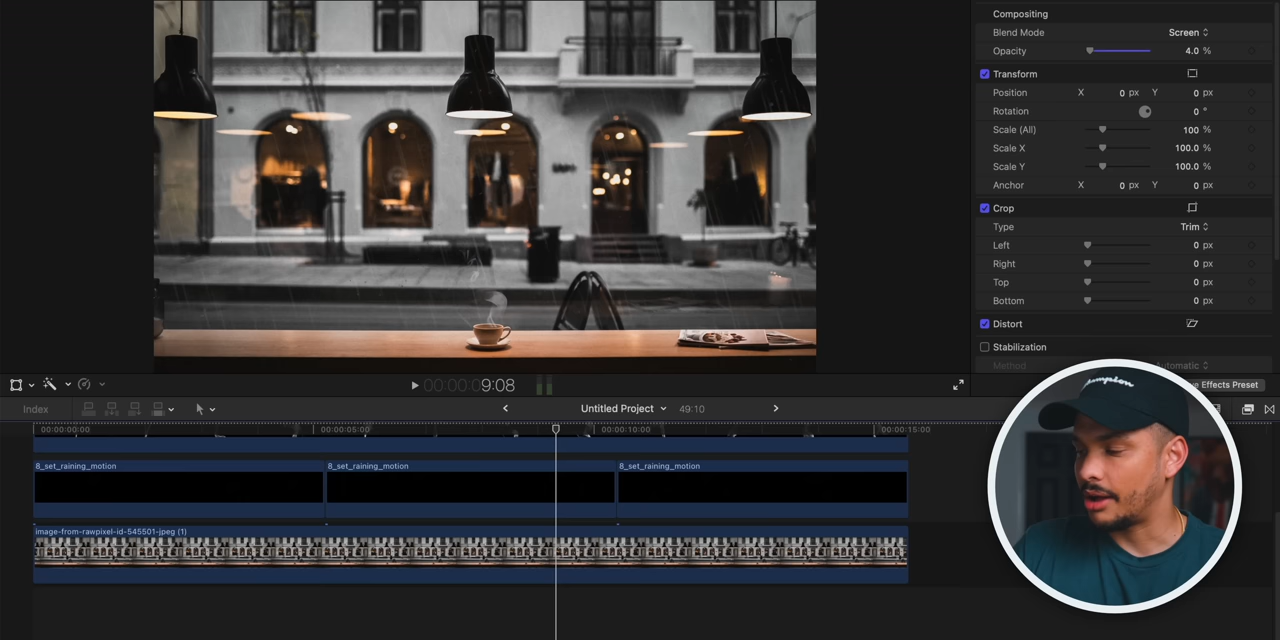 Compositing
Blend Mode Screen
Opacity 4.0 %
Transform
Position X 0 px Y 0 px
Rotation 0 °
Scale (All) 100 %
Scale X 100.0 %
Scale Y 100.0 %
Anchor X 0 px Y 0 px
Crop
Type Trim
Left 0 px
Right 0 px
Top 0 px
Bottom 0 px
Distort
Stabilization
Method Automatic
Effects Preset
00:00:09:08
Index
Untitled Project 49:10
00:00:00:00 00:00:05:00 00:00:10:00 00:00:15:00
8_set_raining_motion 8_set_raining_motion 8_set_raining_motion
image-from-rawpixel-id-545501-jpeg (1)